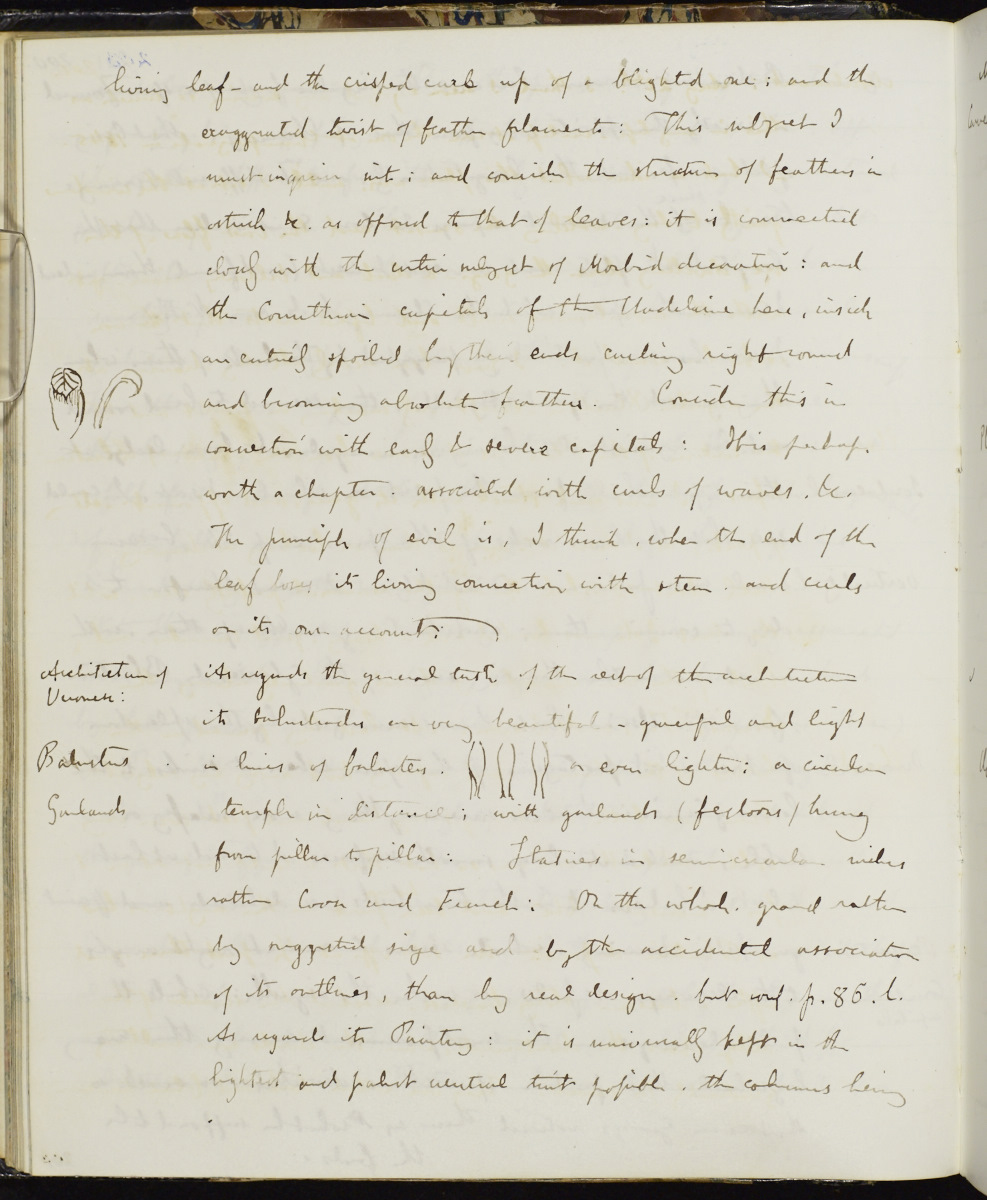 living leaf - and the crisped curl up of a blighted one; and the
exaggerated twist of feather filaments: This subject I
must inquire into; and consider the structure of feathers in
ostrich &c. as opposed to that of leaves: it is connected
closely with the entire subject of Morbid decoration: and
the Corinthian capitals of the Madeleine here, inside
are entirely spoiled by their ends curling right round
and becoming absolute feathers. Consider this in
connection with early & severe capitals: This perhaps
worth a chapter. associated with curls of waves. &c.
The principle of evil is, I think, when the end of the
leaf loses its living connection with stem. and curls
on its own account:
Architecture of
Veronese:
As regards the general taste of the rest of the architecture
its balustrades are very beautiful - graceful and light
Balusters
in lines of balusters. or even lighter: a circular
Garlands
temple in distance; with garlands (festoons) hung
from pillar to pillar: Statues in semicircular niches
rather loose and French: On the whole. grand rather
by suggested size and by the accidental association
of its outlines, than by real design. but conf. p. 86. l.
As regards its Painting: it is universally kept in the
lightest and palest neutral tint possible. the columns being